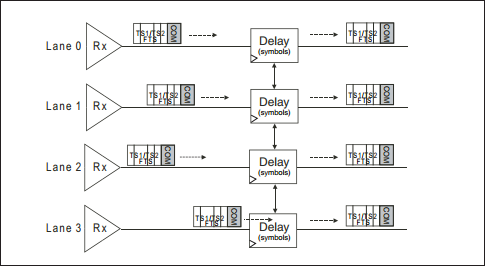 Lane 0 Rx TS1/TS2 FTS COM Delay (symbols) TS1/TS2 FTS COM
Lane 1 Rx TS1/TS2 FTS COM Delay (symbols) TS1/TS2 FTS COM
Lane 2 Rx TS1/TS2 FTS COM Delay (symbols) TS1/TS2 FTS COM
Lane 3 Rx TS1/TS2 FTS COM Delay (symbols) TS1/TS2 FTS COM